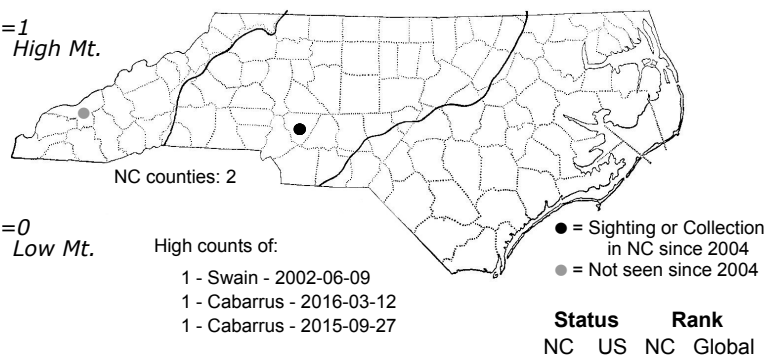 =1
High Mt.
NC counties: 2
=0
Low Mt.
High counts of:
1 - Swain - 2002-06-09
1 - Cabarrus - 2016-03-12
1 - Cabarrus - 2015-09-27
● = Sighting or Collection
in NC since 2004
● = Not seen since 2004
Status Rank
NC US NC Global